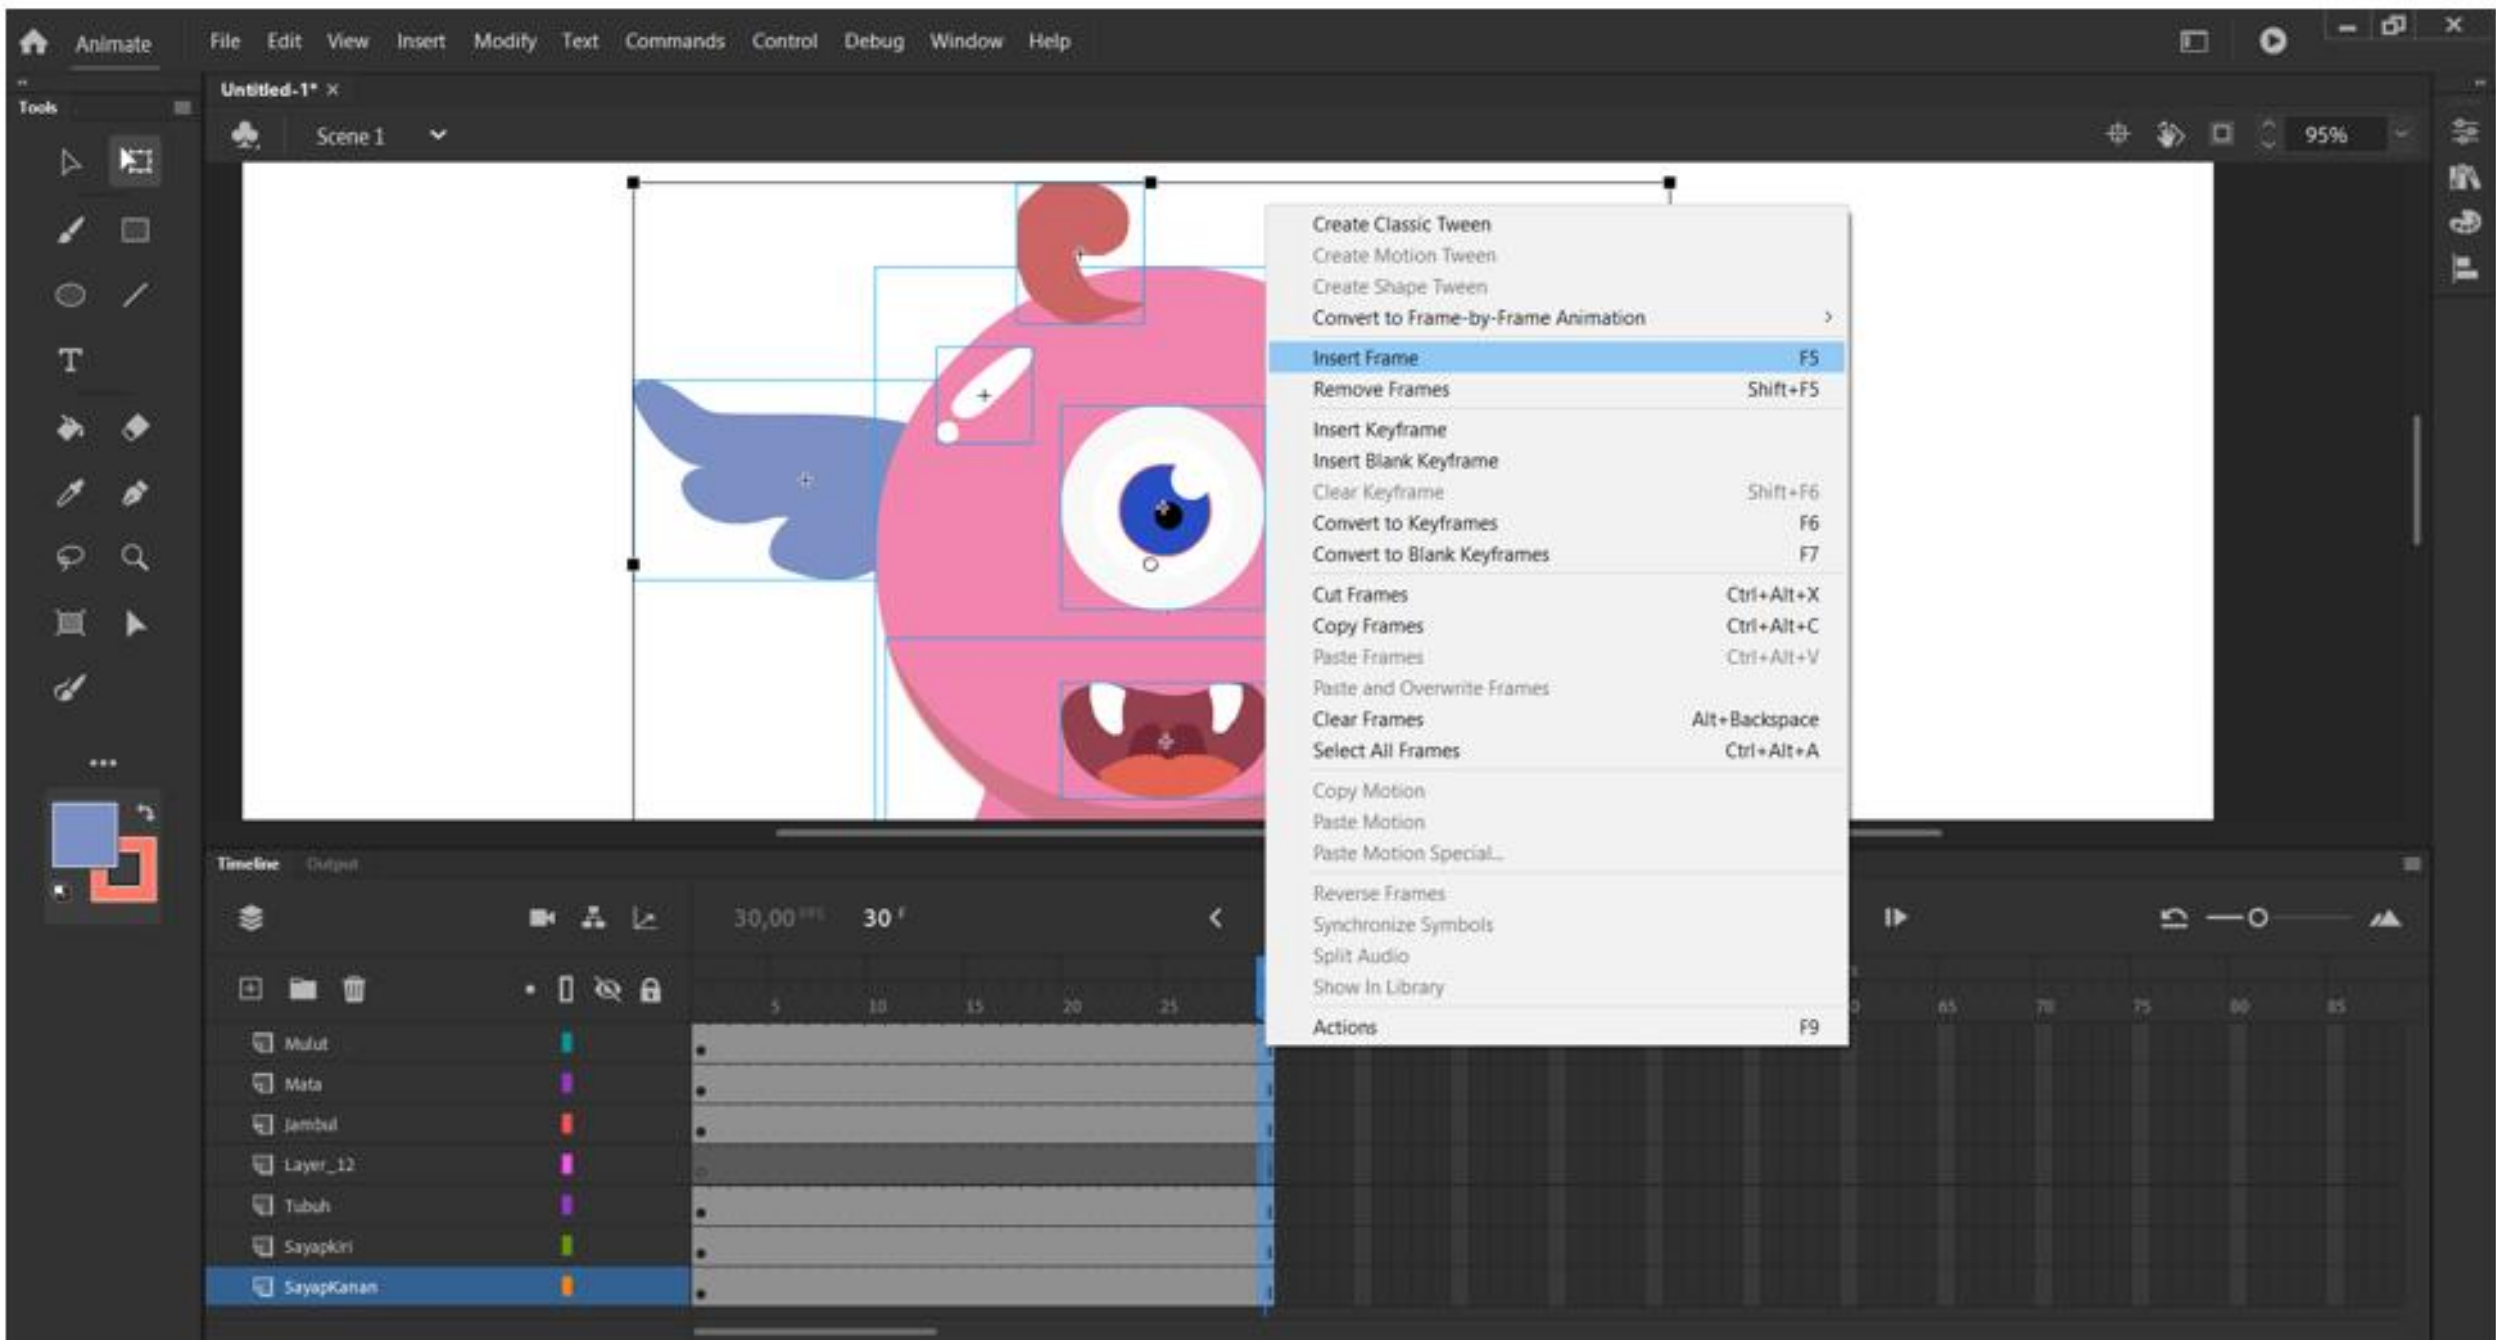 Animate File Edit View Insert Modify Text Commands Control Debug Window Help
Tools
Untitled-1* ×
Scene 1
95%
Create Classic Tween
Create Motion Tween
Create Shape Tween
Convert to Frame-by-Frame Animation
Insert Frame F5
Remove Frames Shift+F5
Insert Keyframe
Insert Blank Keyframe
Clear Keyframe Shift+F6
Convert to Keyframes F6
Convert to Blank Keyframes F7
Cut Frames Ctrl+Alt+X
Copy Frames Ctrl+Alt+C
Paste Frames Ctrl+Alt+V
Paste and Overwrite Frames
Clear Frames Alt+Backspace
Select All Frames Ctrl+Alt+A
Copy Motion
Paste Motion
Paste Motion Special...
Reverse Frames
Synchronize Symbols
Split Audio
Show In Library
Actions F9
Timeline Output
30,00 FPS 30 F
5 10 15 20 25 65 70 75 80 85
Mulut
Mata
Jambul
Layer_12
Tubuh
Sayapkiri
SayapKanan